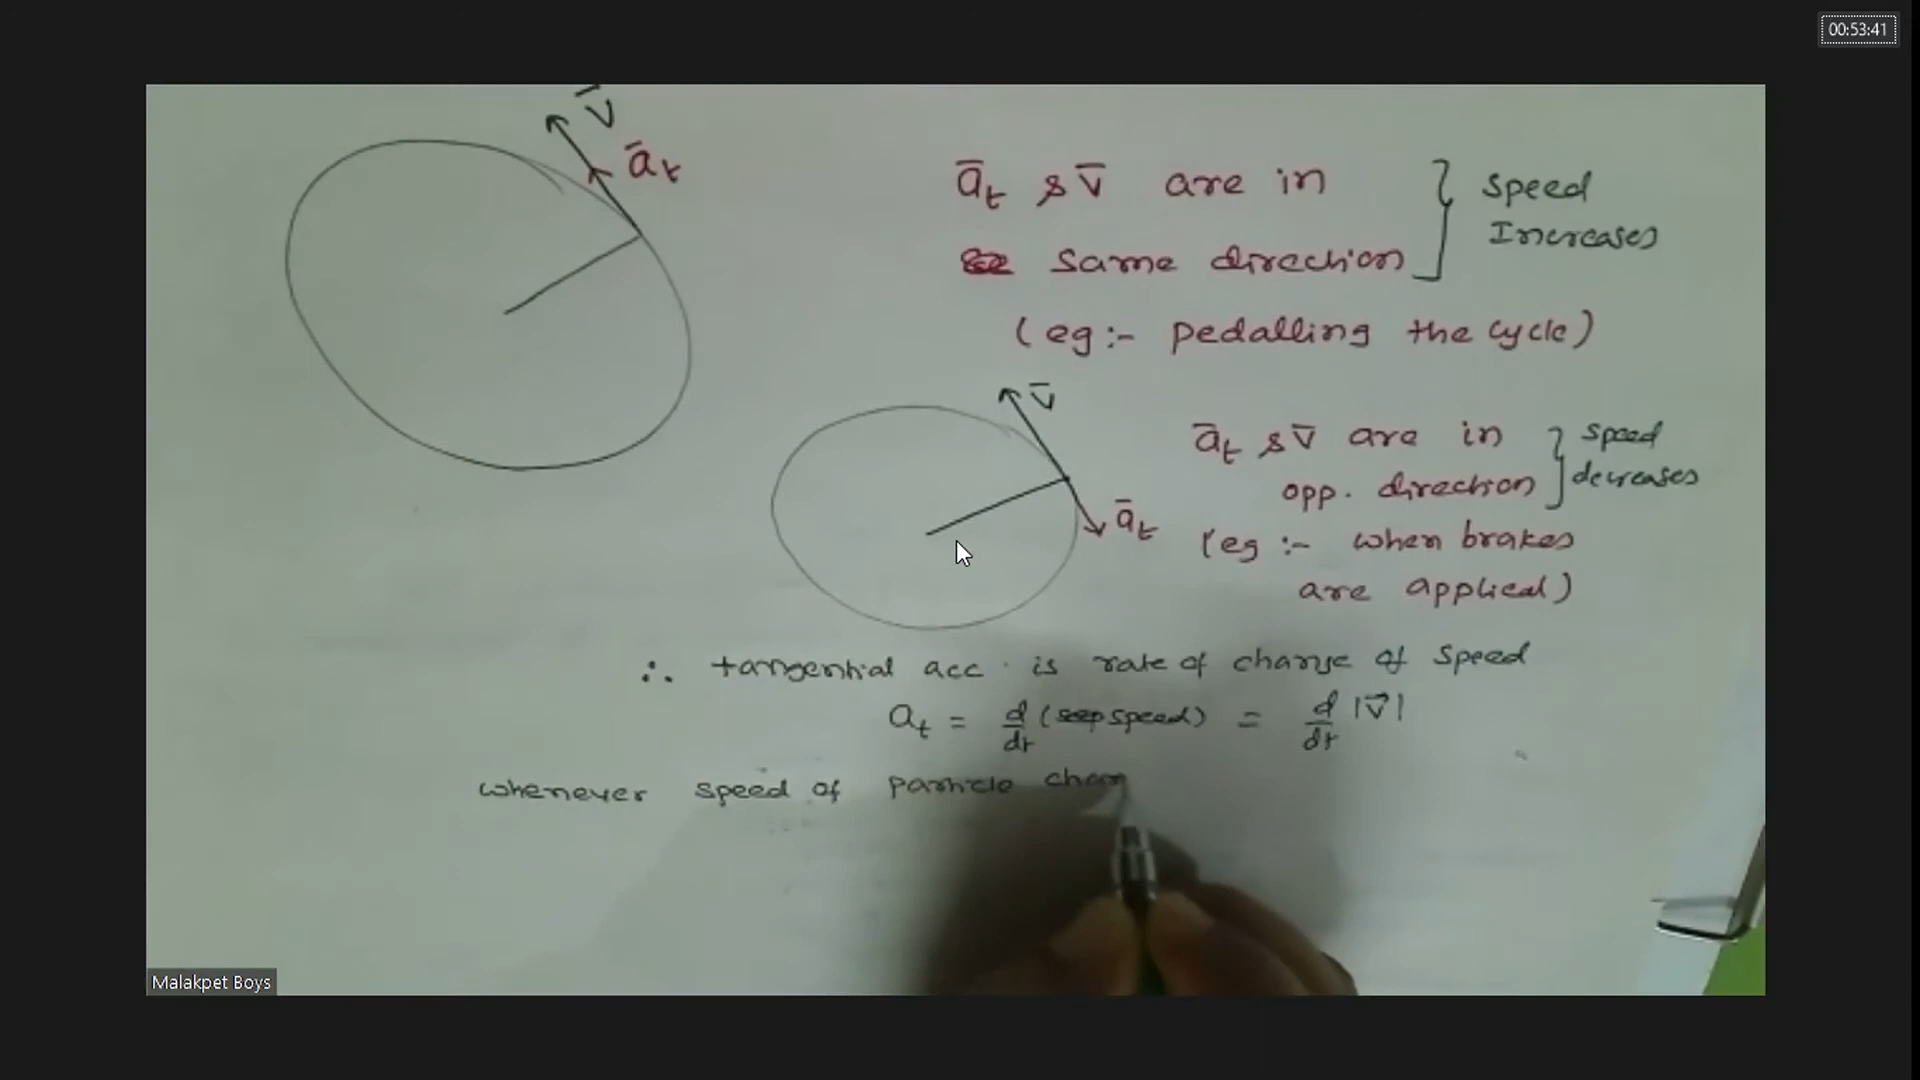 00:53:41
v̄
āt
āt & v̄ are in
same direction
} speed
Increases
(eg :- pedalling the cycle)
v̄
āt
āt & v̄ are in
opp. direction
} speed
decreases
(eg :- when brakes
are applied)
∴ tangential acc. is rate of change of speed
at = d/dt (speed) = d/dt |v⃗|
whenever speed of particle chan
Malakpet Boys